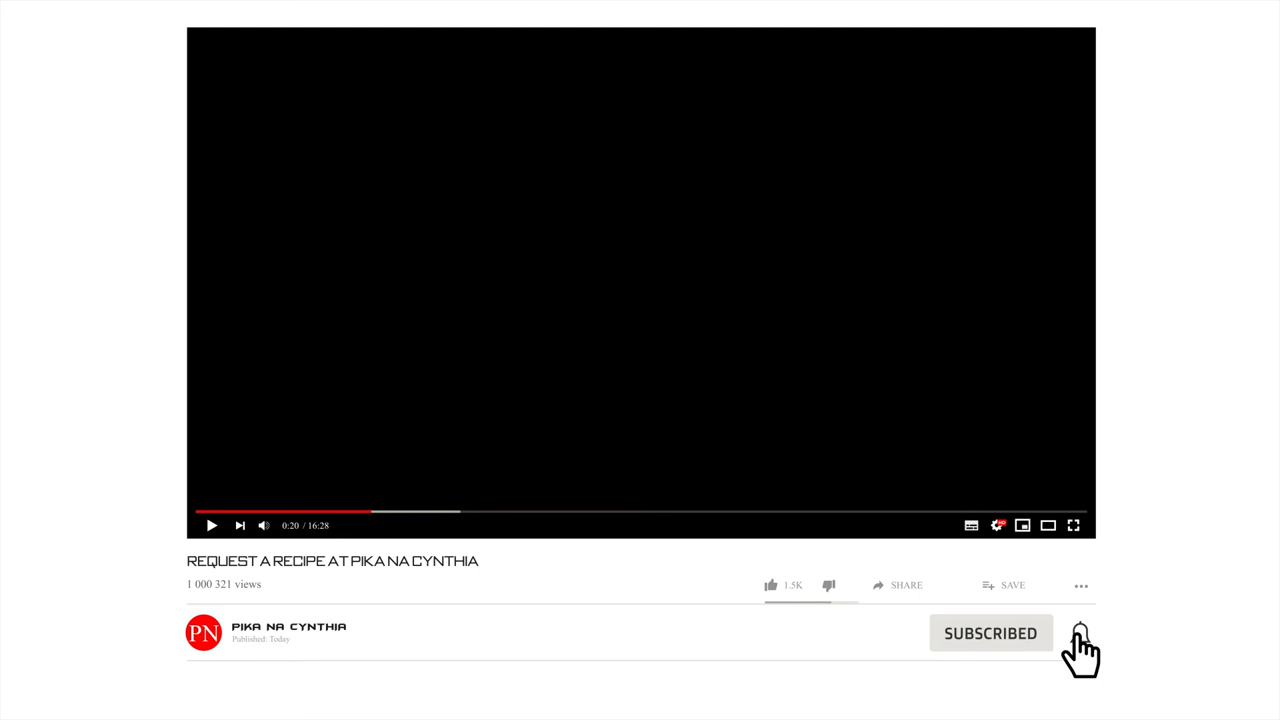 0:20 / 16:28
HD
REQUEST A RECIPE AT PIKA NA CYNTHIA
1 000 321 views
1.5K
SHARE
SAVE
PN
PIKA NA CYNTHIA
Published: Today
SUBSCRIBED